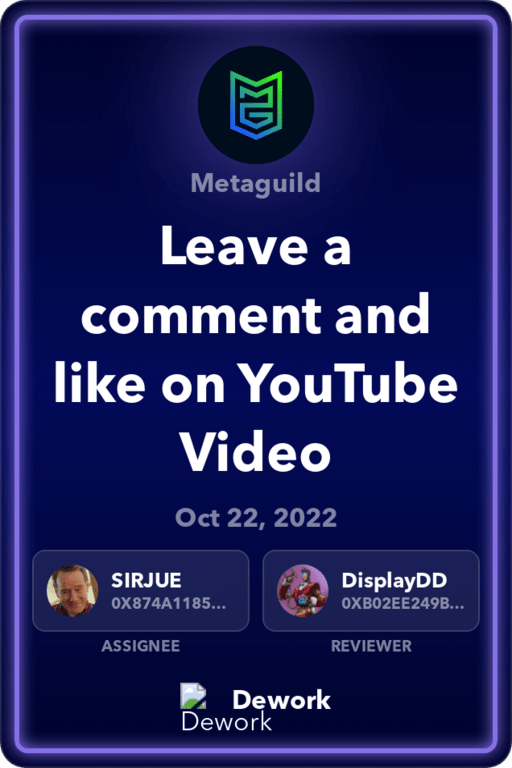 Metaguild
Leave a
comment and
like on YouTube
Video
Oct 22, 2022
SIRJUE
0X874A1185...
ASSIGNEE
DisplayDD
0XB02EE249B...
REVIEWER
Dework
Dework